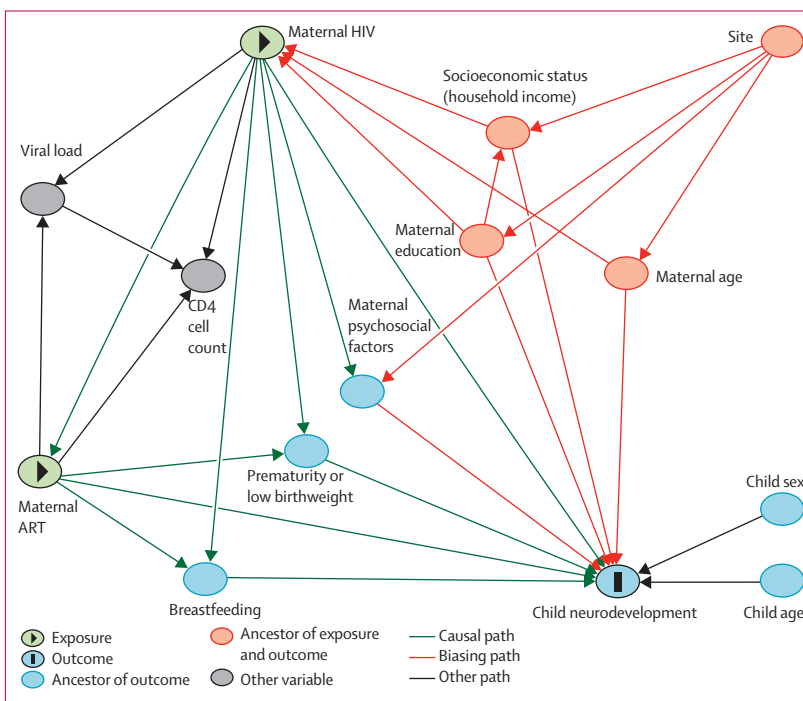 Maternal HIV
Site
Socioeconomic status
(household income)
Viral load
Maternal
education
Maternal age
CD4
cell
count
Maternal
psychosocial
factors
Prematurity or
low birthweight
Maternal
ART
Child sex
Breastfeeding
Child neurodevelopment
Child age
Exposure
Outcome
Ancestor of outcome
Ancestor of exposure
and outcome
Other variable
Causal path
Biasing path
Other path